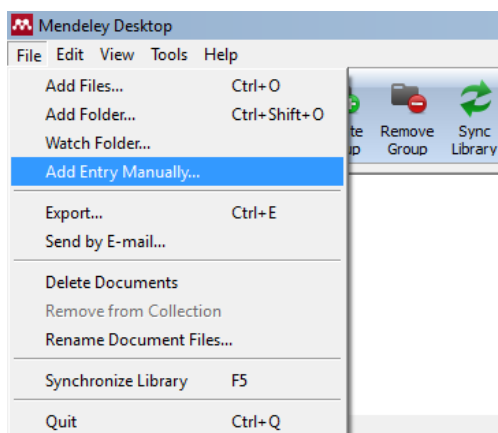 Mendeley Desktop
File Edit View Tools Help
Add Files... Ctrl+O
Add Folder... Ctrl+Shift+O
Watch Folder...
Add Entry Manually...
Export... Ctrl+E
Send by E-mail...
Delete Documents
Remove from Collection
Rename Document Files...
Synchronize Library F5
Quit Ctrl+Q
Remove Group
Sync Library